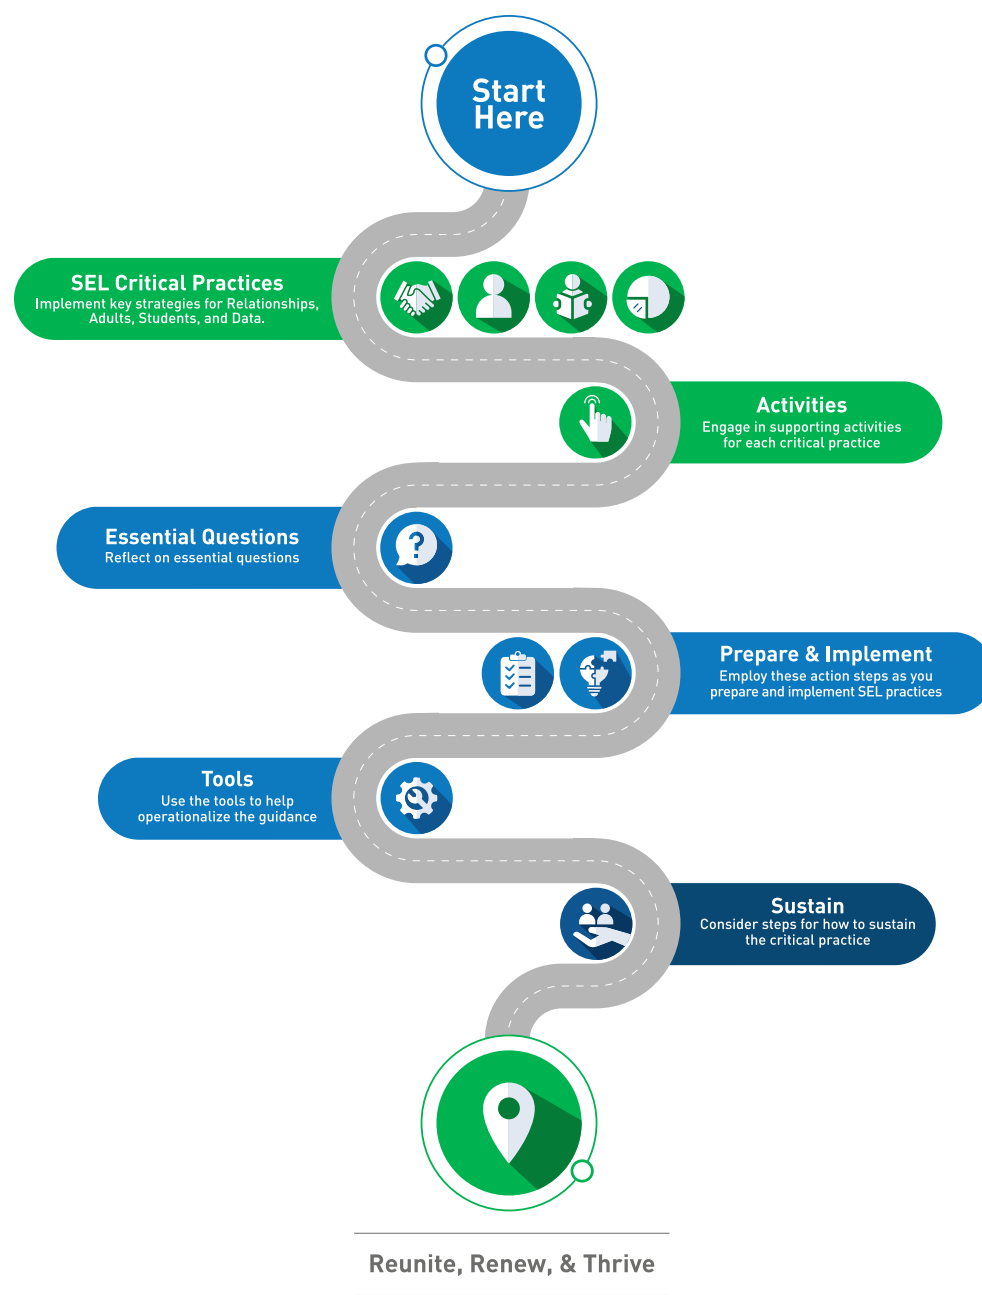 Start
Here
SEL Critical Practices
Implement key strategies for Relationships,
Adults, Students, and Data.
Activities
Engage in supporting activities
for each critical practice
Essential Questions
Reflect on essential questions
?
Prepare & Implement
Employ these action steps as you
prepare and implement SEL practices
Tools
Use the tools to help
operationalize the guidance
Sustain
Consider steps for how to sustain
the critical practice
Reunite, Renew, & Thrive